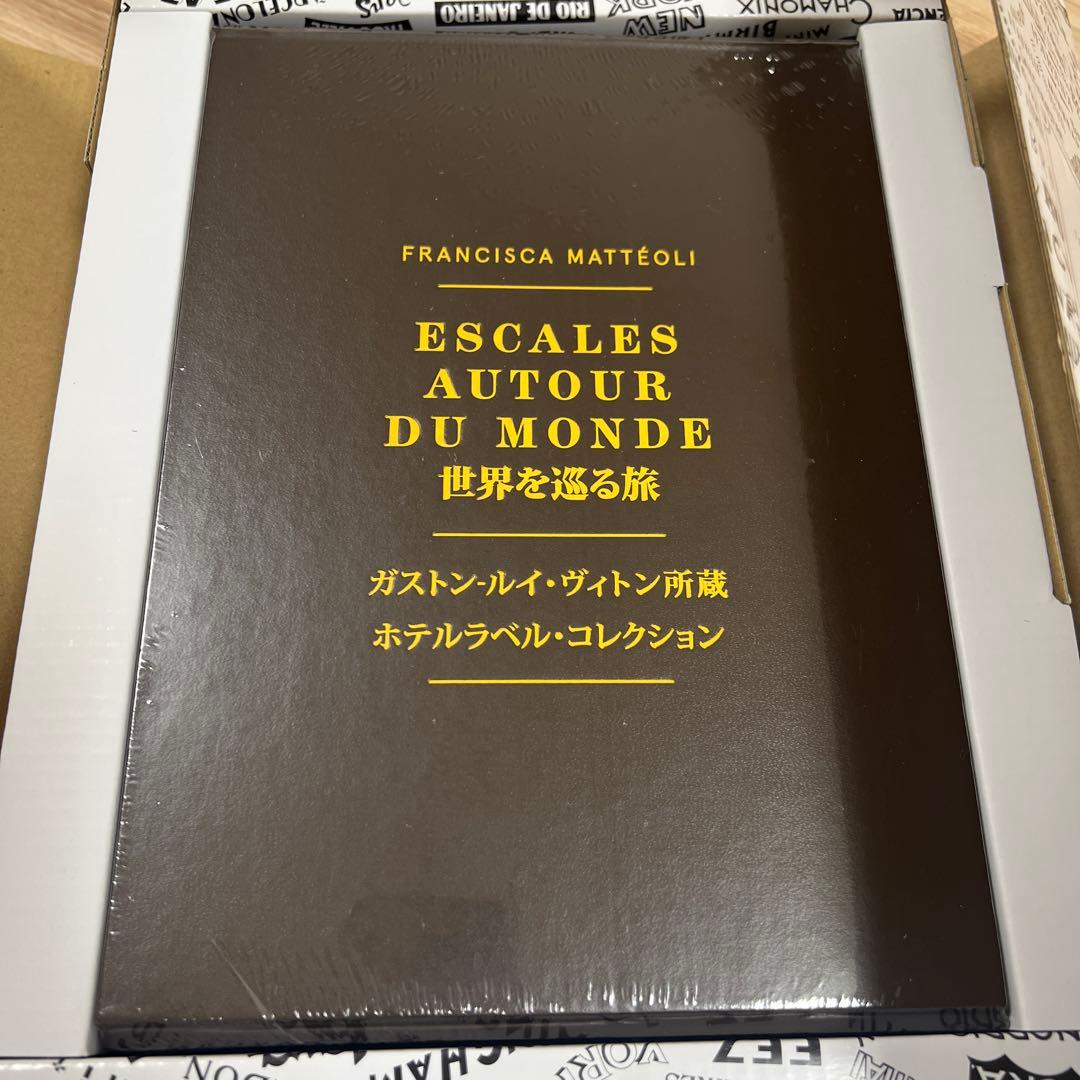 CHAMONIX
RIO DE JANEIRO
NEW
YORK
FRANCISCA MATTÉOLI
ESCALES
AUTOUR
DU MONDE
世界を巡る旅
ガストン-ルイ・ヴィトン所蔵
ホテルラベル・コレクション